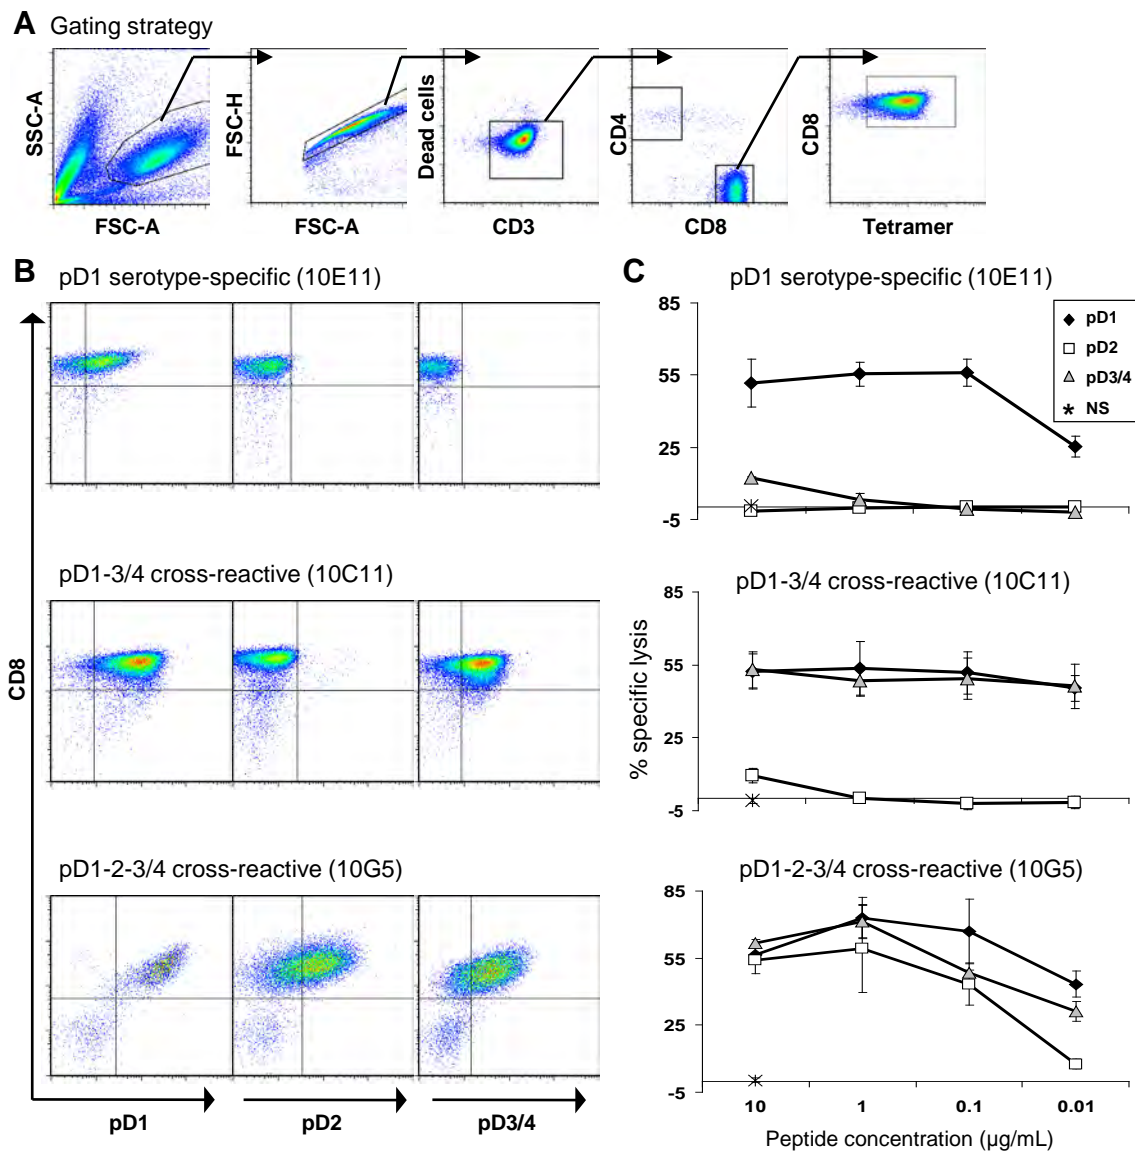 A Gating strategy
SSC-A
FSC-A
FSC-H
FSC-A
Dead cells
CD3
CD4
CD8
CD8
Tetramer
B
pD1 serotype-specific (10E11)
pD1-3/4 cross-reactive (10C11)
pD1-2-3/4 cross-reactive (10G5)
CD8
pD1
pD2
pD3/4
C
pD1 serotype-specific (10E11)
85
55
25
-5
pD1
pD2
pD3/4
NS
pD1-3/4 cross-reactive (10C11)
85
55
25
-5
% specific lysis
pD1-2-3/4 cross-reactive (10G5)
85
55
25
-5
10 1 0.1 0.01
Peptide concentration (µg/mL)